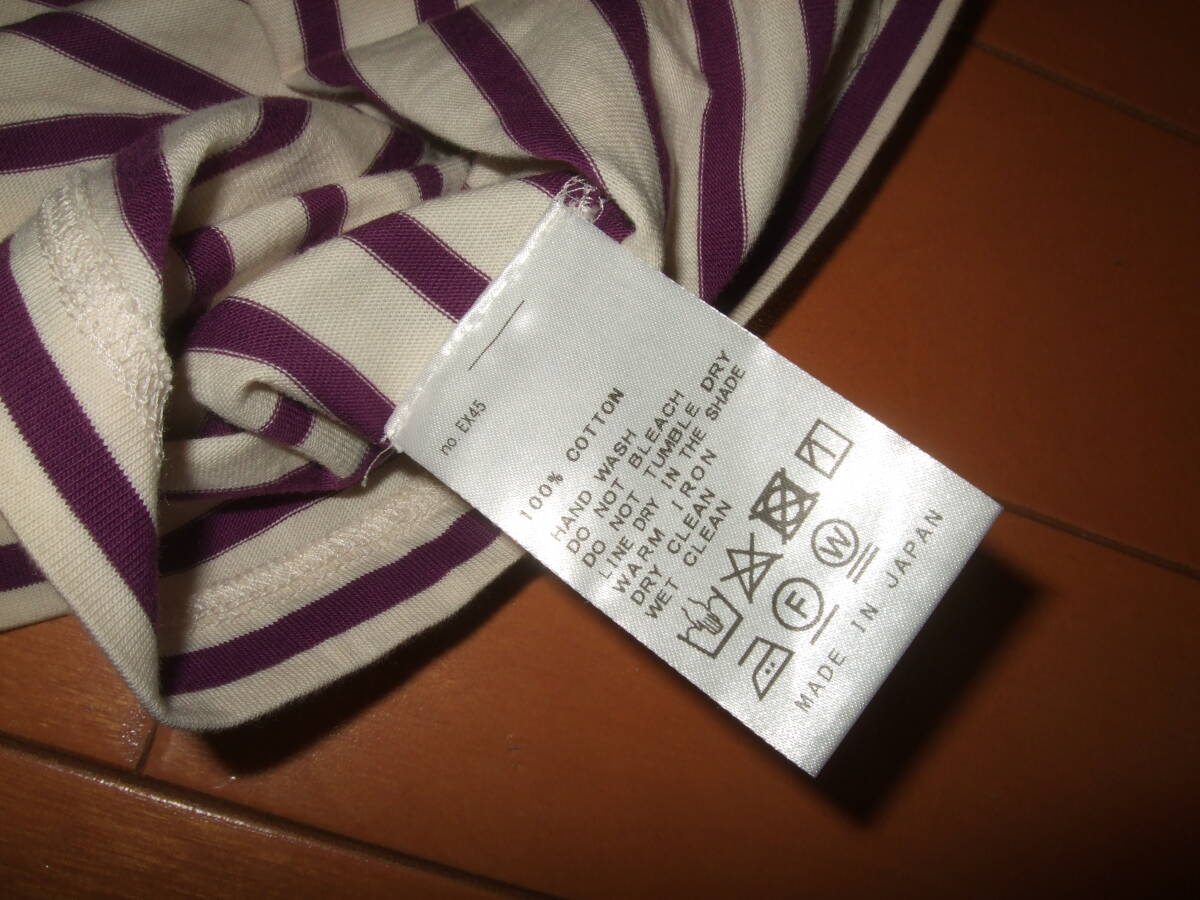 no. EX45
100% COTTON
HAND WASH
DO NOT BLEACH
DO NOT TUMBLE DRY
LINE DRY IN THE SHADE
WARM IRON
DRY CLEAN
WET CLEAN
F
W
MADE IN JAPAN